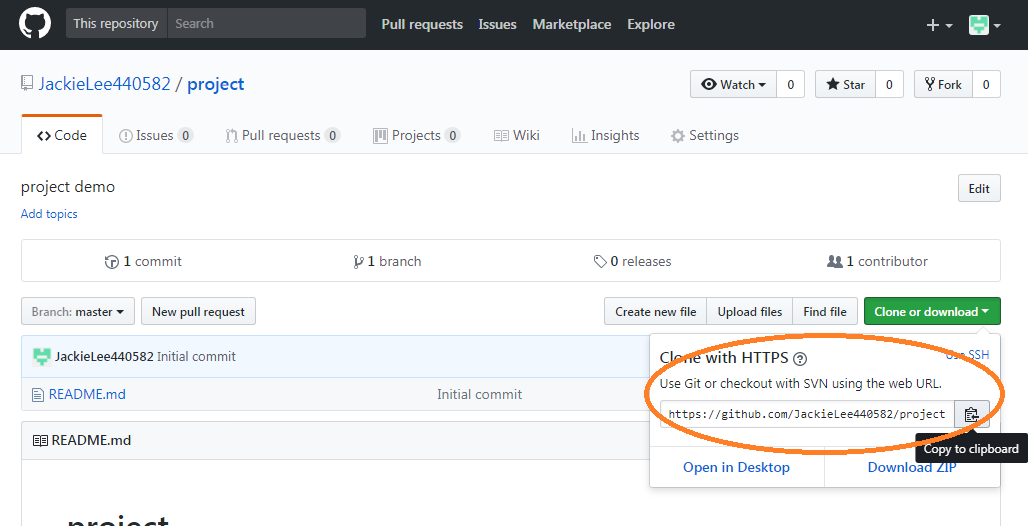 This repository Search Pull requests Issues Marketplace Explore
JackieLee440582 / project
Watch 0 Star 0 Fork 0
Code Issues 0 Pull requests 0 Projects 0 Wiki Insights Settings
project demo
Edit
Add topics
1 commit 1 branch 0 releases 1 contributor
Branch: master New pull request Create new file Upload files Find file Clone or download
JackieLee440582 Initial commit
README.md Initial commit
README.md
project
Clone with HTTPS Use SSH
Use Git or checkout with SVN using the web URL.
https://github.com/JackieLee440582/project
Copy to clipboard
Open in Desktop Download ZIP